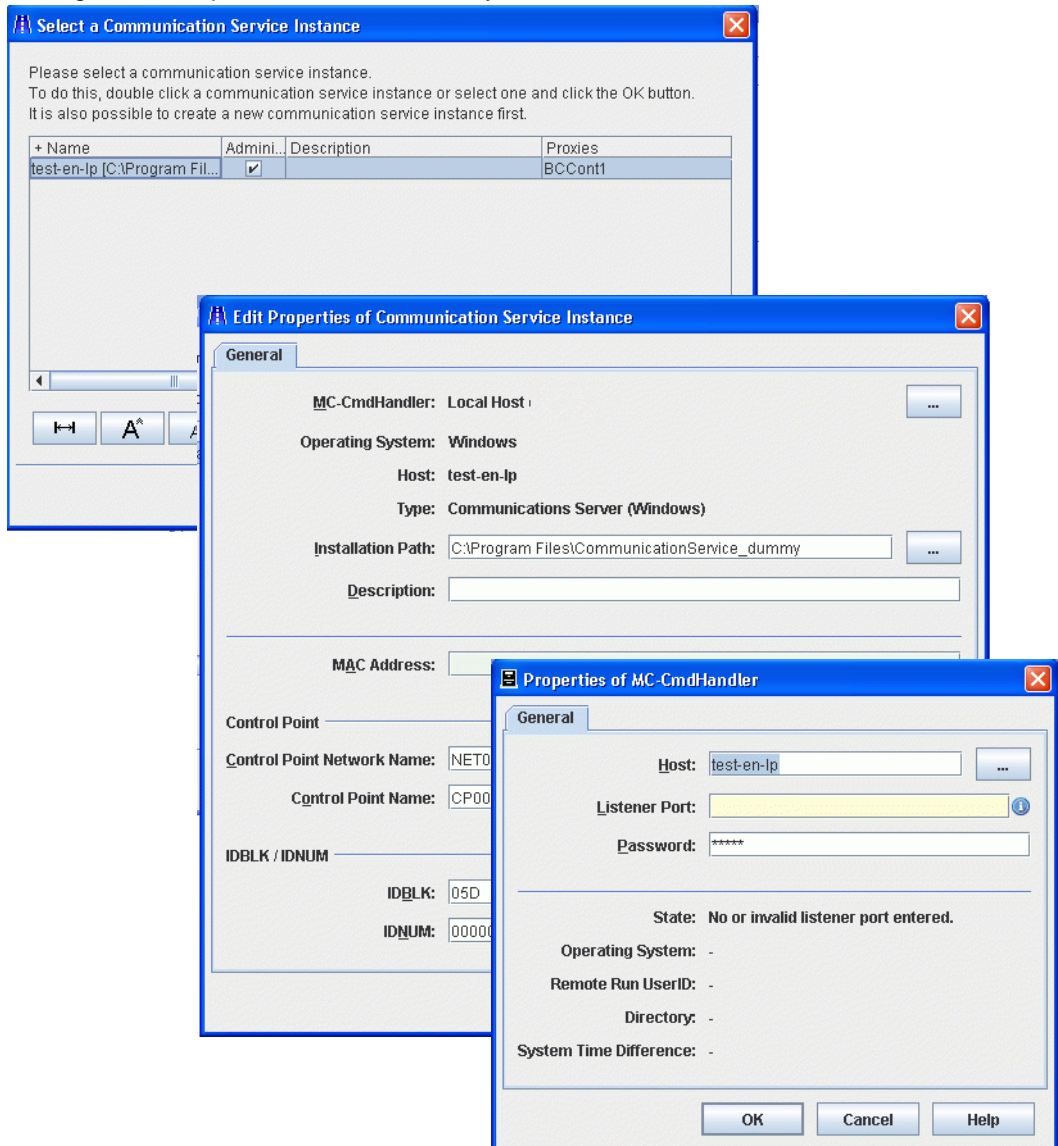 Select a Communication Service Instance
Please select a communication service instance.
To do this, double click a communication service instance or select one and click the OK button.
It is also possible to create a new communication service instance first.
+ Name Admini... Description Proxies
test-en-lp [C:\Program Fil... BCCont1
Edit Properties of Communication Service Instance
General
MC-CmdHandler: Local Host
...
Operating System: Windows
Host: test-en-lp
Type: Communications Server (Windows)
Installation Path: C:\Program Files\CommunicationService_dummy
...
Description:
MAC Address:
Control Point
Control Point Network Name: NET0
Control Point Name: CP00
IDBLK / IDNUM
IDBLK: 05D
IDNUM: 00000
Properties of MC-CmdHandler
General
Host: test-en-lp
...
Listener Port:
Password: *****
State: No or invalid listener port entered.
Operating System: -
Remote Run UserID: -
Directory: -
System Time Difference: -
OK Cancel Help